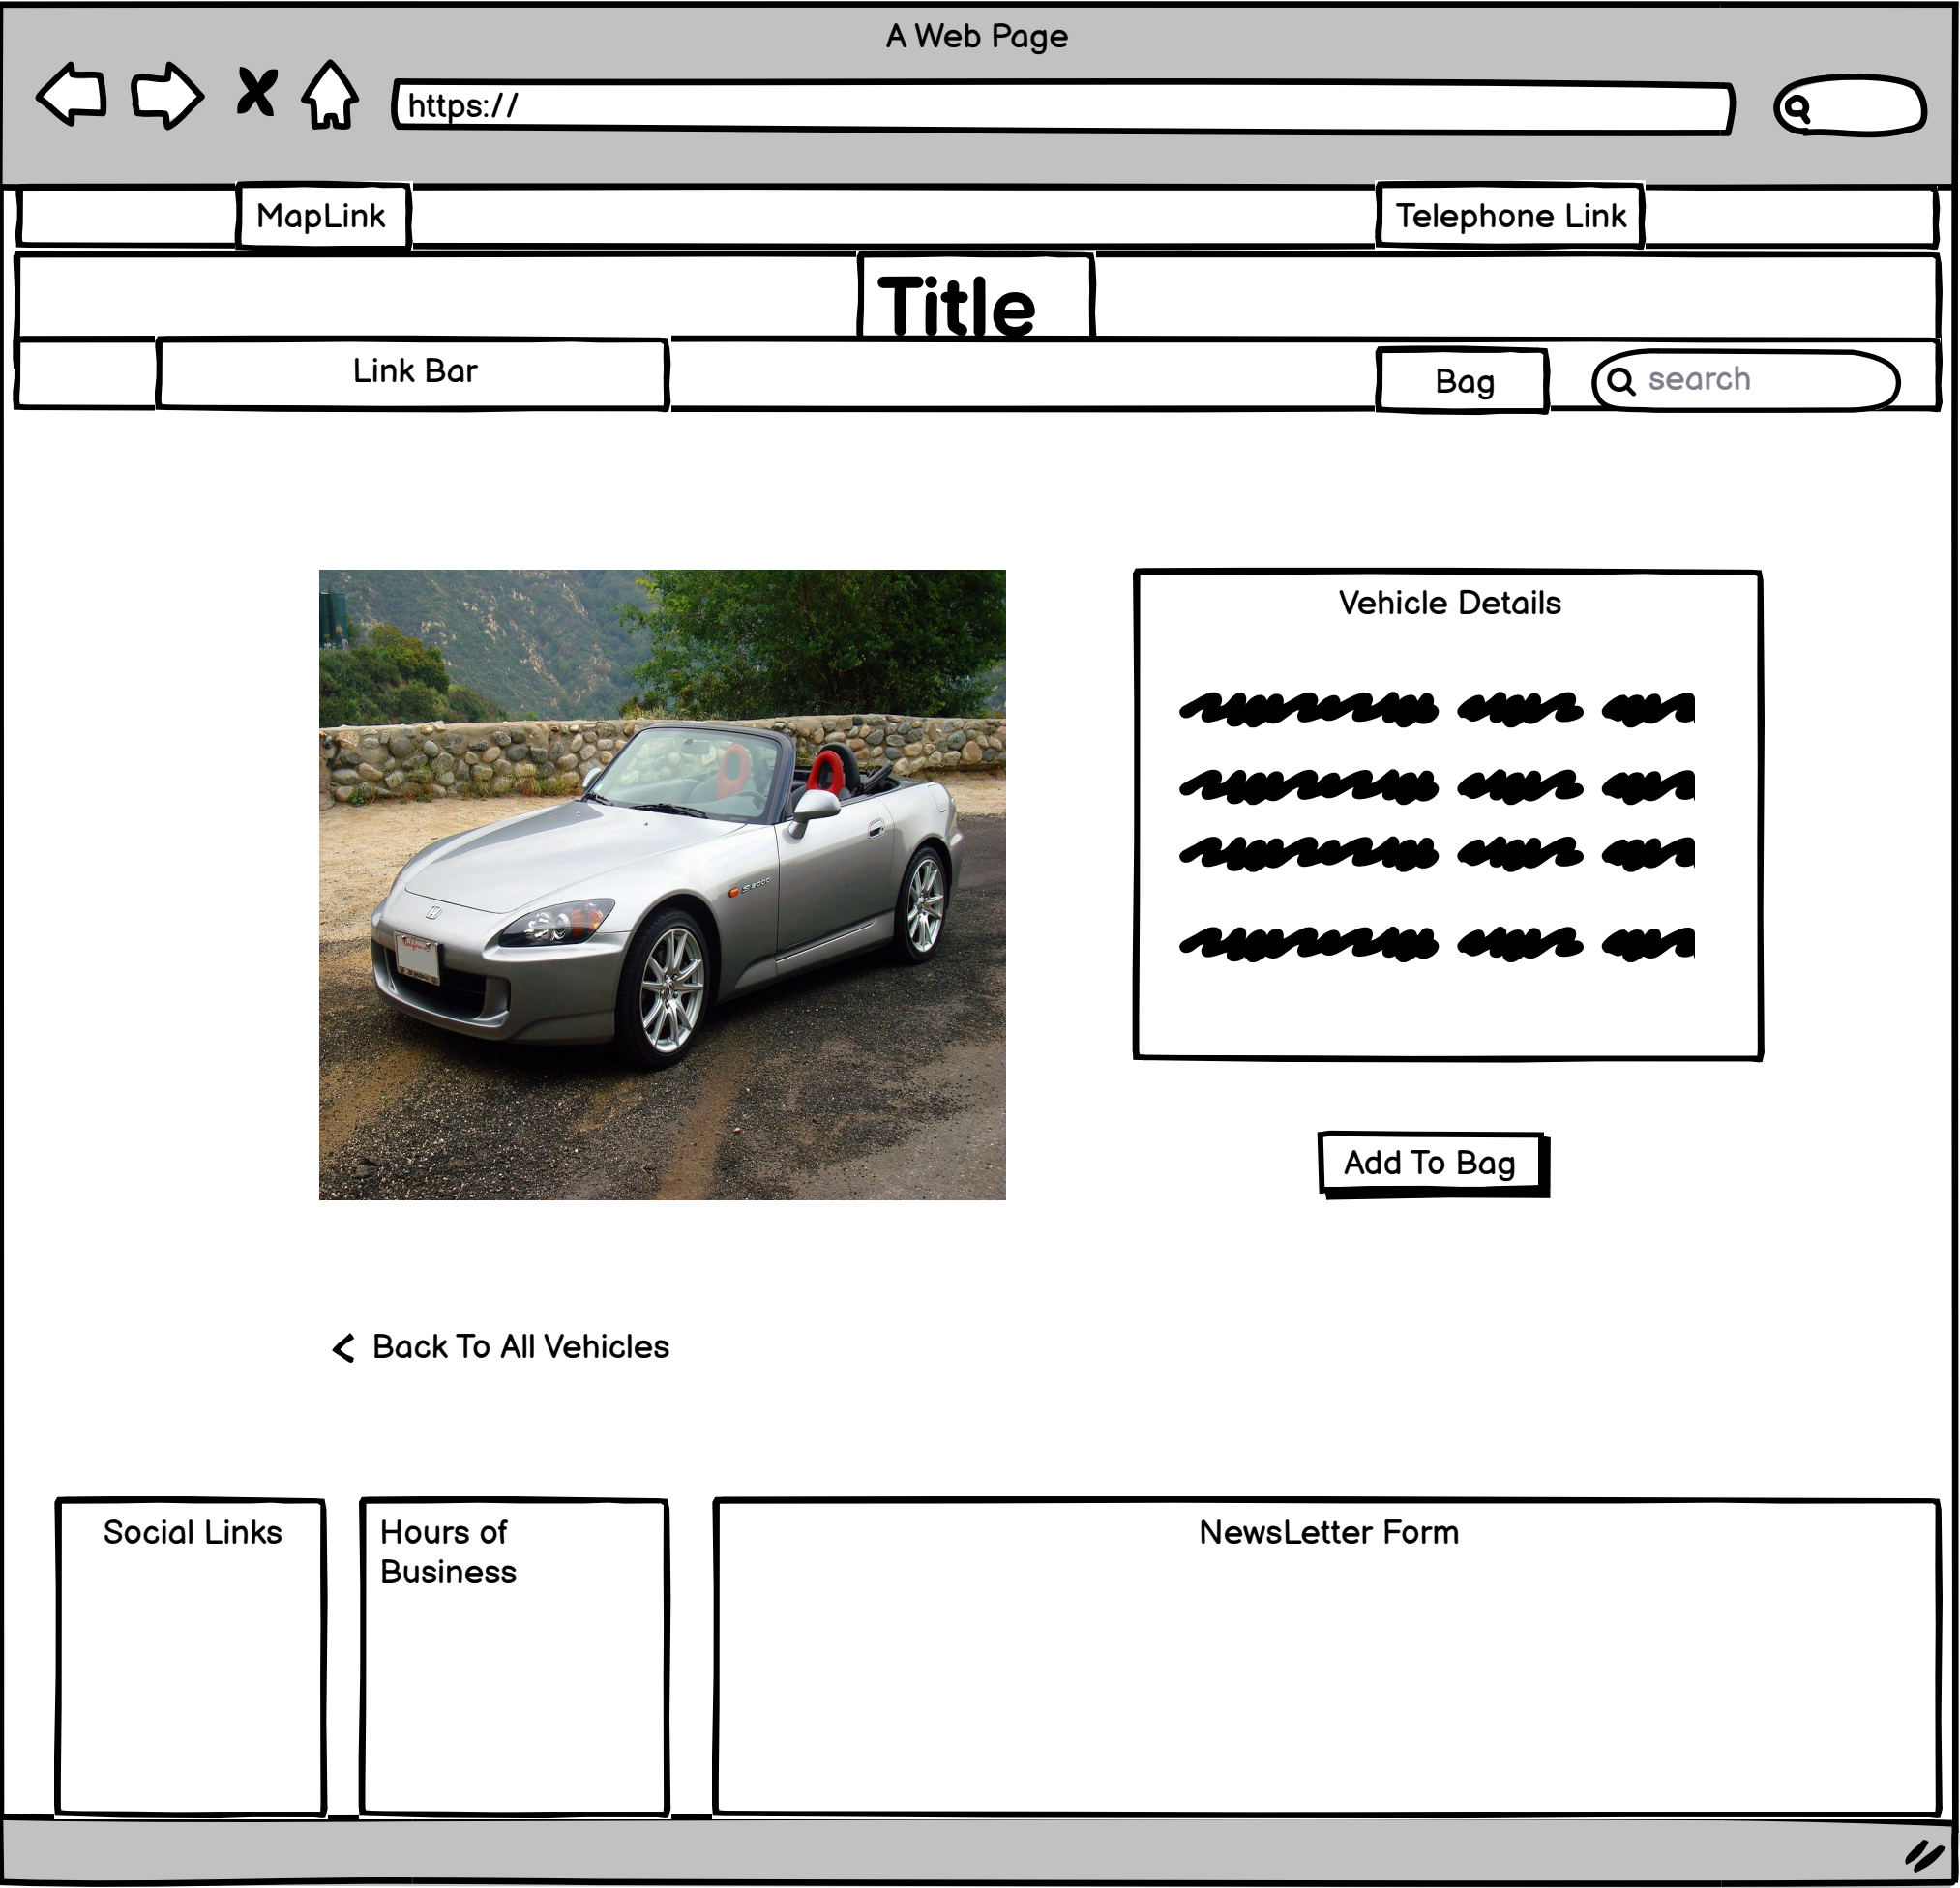 A Web Page
https://
MapLink
Telephone Link
Title
Link Bar
Bag
search
Vehicle Details
S2000
Add To Bag
Back To All Vehicles
Social Links
Hours of
Business
NewsLetter Form